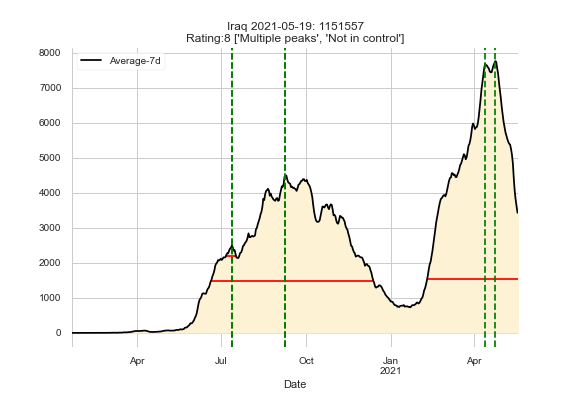 Iraq 2021-05-19: 1151557
Rating:8 ['Multiple peaks', 'Not in control']
Average-7d
8000
7000
6000
5000
4000
3000
2000
1000
0
Apr Jul Oct Jan Apr
2021
Date